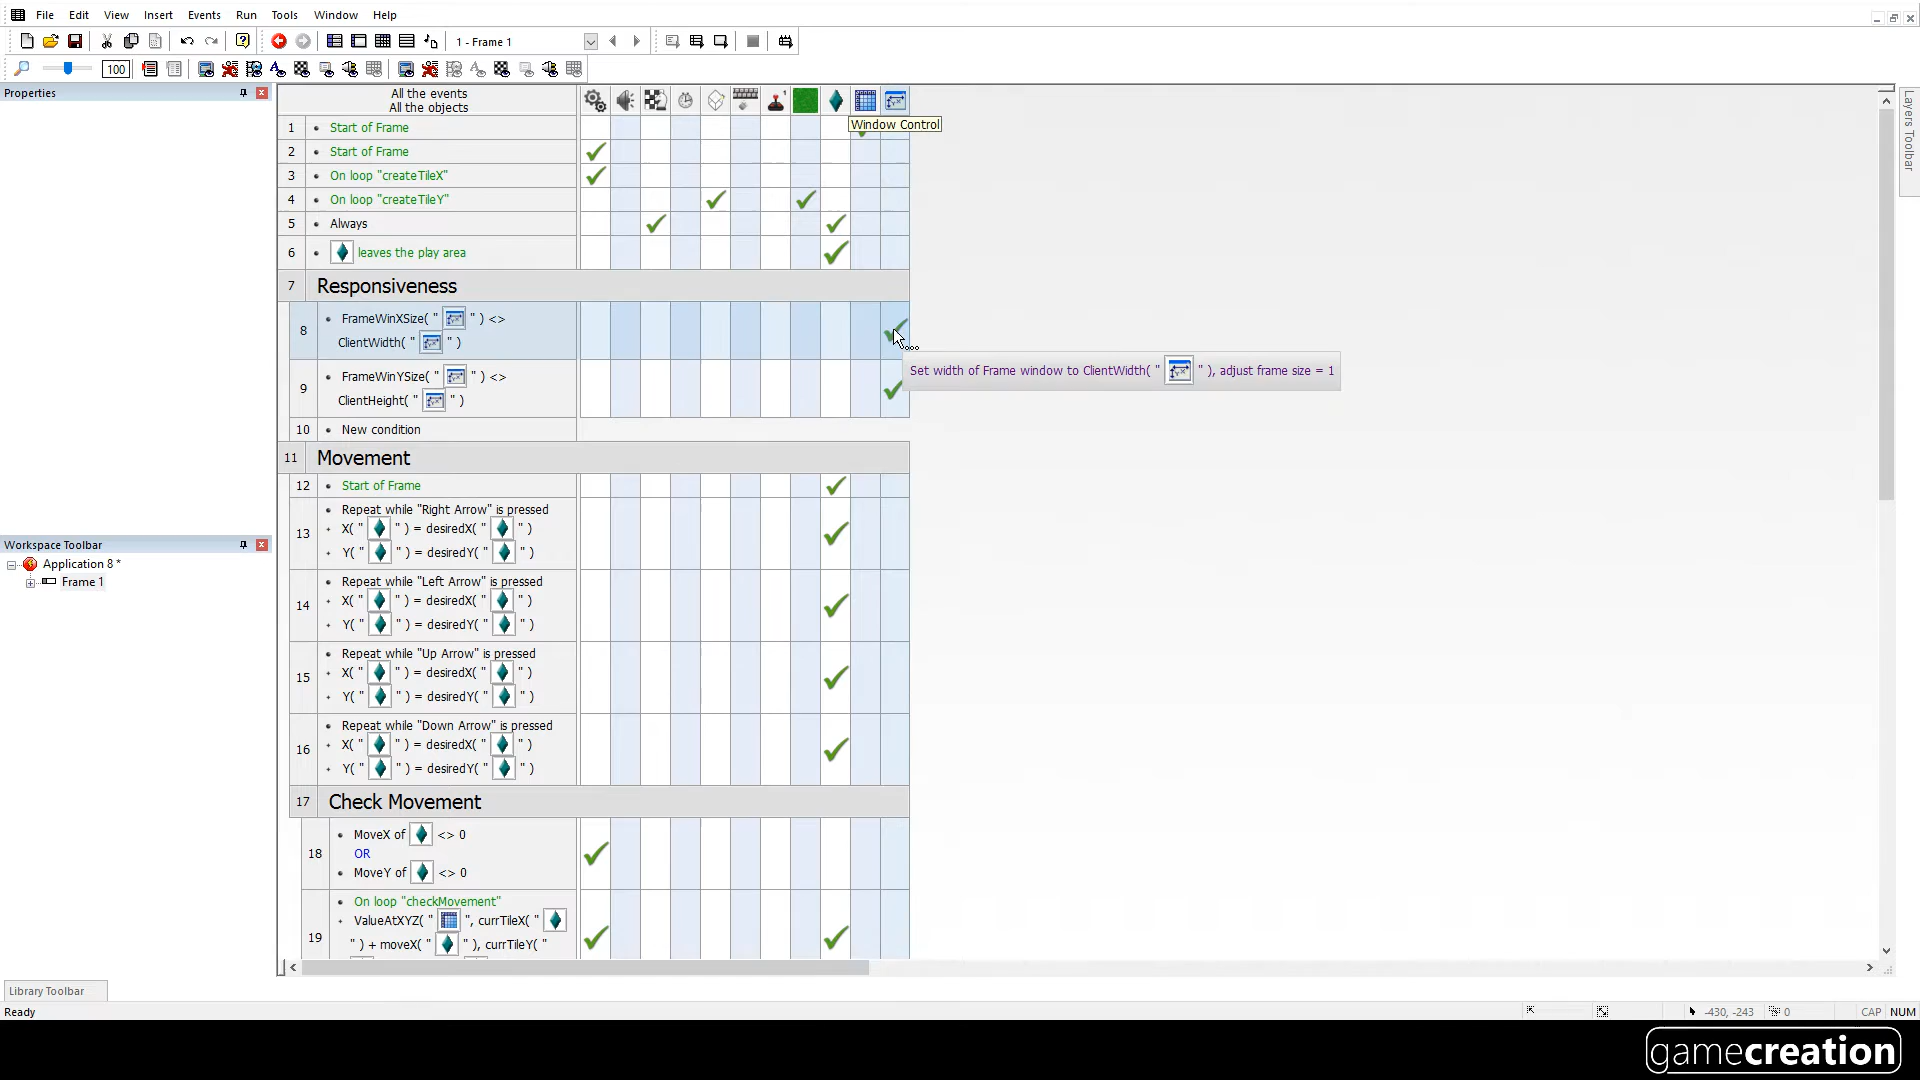 File Edit View Insert Events Run Tools Window Help
1 - Frame 1
100
Properties
All the events
All the objects
Window Control
1 • Start of Frame
2 • Start of Frame
3 • On loop "createTileX"
4 • On loop "createTileY"
5 • Always
6 • leaves the play area
7 Responsiveness
8 • FrameWinXSize( " " ) <>
ClientWidth( " " )
Set width of Frame window to ClientWidth( " " ), adjust frame size = 1
9 • FrameWinYSize( " " ) <>
ClientHeight( " " )
10 • New condition
11 Movement
12 • Start of Frame
13 • Repeat while "Right Arrow" is pressed
X( " " ) = desiredX( " " )
Y( " " ) = desiredY( " " )
14 • Repeat while "Left Arrow" is pressed
X( " " ) = desiredX( " " )
Y( " " ) = desiredY( " " )
15 • Repeat while "Up Arrow" is pressed
X( " " ) = desiredX( " " )
Y( " " ) = desiredY( " " )
16 • Repeat while "Down Arrow" is pressed
X( " " ) = desiredX( " " )
Y( " " ) = desiredY( " " )
17 Check Movement
18 • MoveX of <> 0
OR
• MoveY of <> 0
19 • On loop "checkMovement"
ValueAtXYZ( " ", currTileX( "
" ) + moveX( " " ), currTileY( "
Workspace Toolbar
Application 8 *
Frame 1
Layers Toolbar
Library Toolbar
Ready
-430, -243
0
CAP NUM
gamecreation